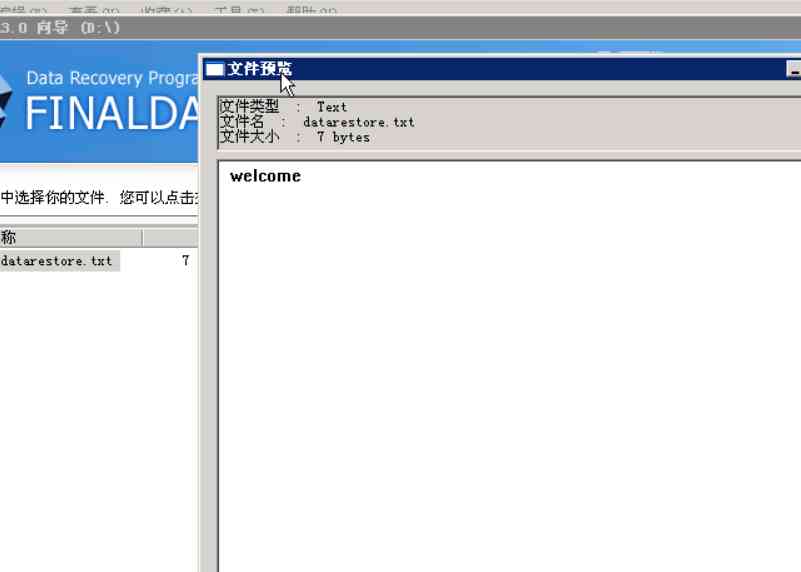 3.0 向导 (D:\)
Data Recovery Progra
FINALDA
文件预览
文件类型 : Text
文件名 : datarestore.txt
文件大小 : 7 bytes
welcome
中选择你的文件. 您可以点击
称
datarestore.txt 7